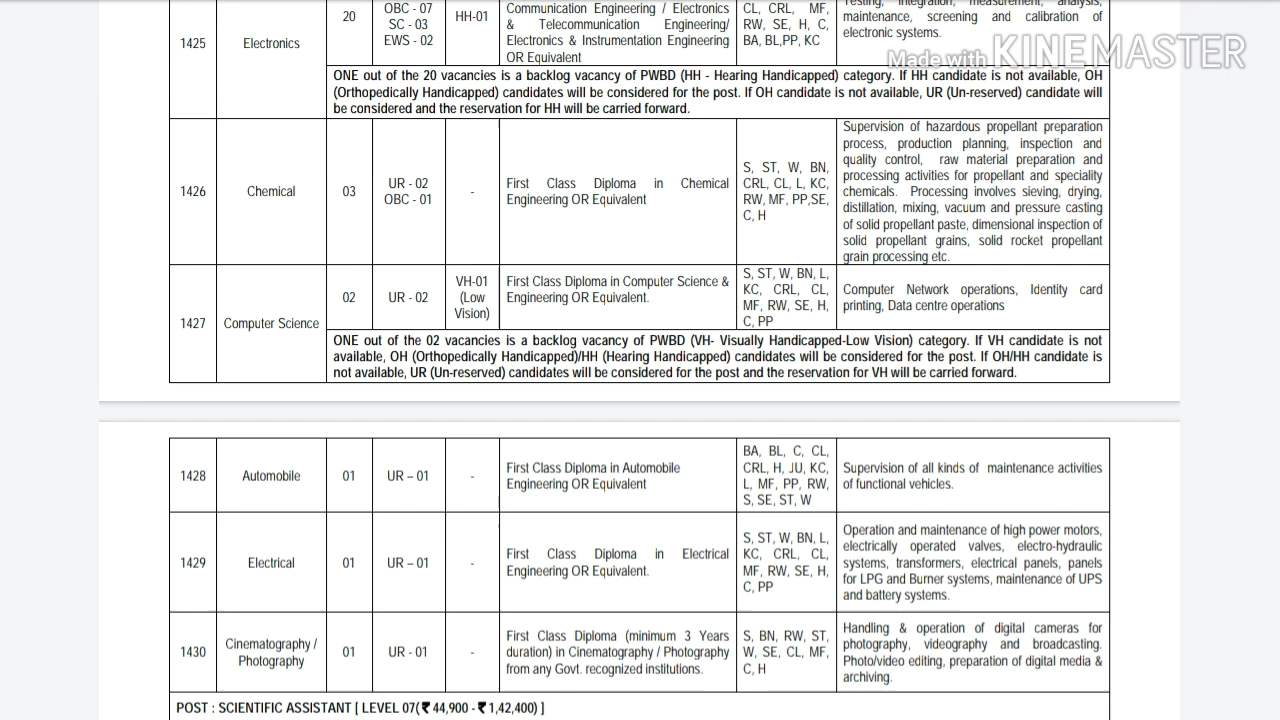 1425
Electronics
20
OBC - 07
SC - 03
EWS - 02
HH-01
Communication Engineering / Electronics
& Telecommunication Engineering/
Electronics & Instrumentation Engineering
OR Equivalent
CL, CRL, MF,
RW, SE, H, C,
BA, BL,PP, KC
Testing, integration, measurement, analysis,
maintenance, screening and calibration of
electronic systems.
Made with KINEMASTER
ONE out of the 20 vacancies is a backlog vacancy of PWBD (HH - Hearing Handicapped) category. If HH candidate is not available, OH
(Orthopedically Handicapped) candidates will be considered for the post. If OH candidate is not available, UR (Un-reserved) candidate will
be considered and the reservation for HH will be carried forward.
1426
Chemical
03
UR - 02
OBC - 01
-
First Class Diploma in Chemical
Engineering OR Equivalent
S, ST, W, BN,
CRL, CL, L, KC,
RW, MF, PP,SE,
C, H
Supervision of hazardous propellant preparation
process, production planning, inspection and
quality control, raw material preparation and
processing activities for propellant and speciality
chemicals. Processing involves sieving, drying,
distillation, mixing, vacuum and pressure casting
of solid propellant paste, dimensional inspection of
solid propellant grains, solid rocket propellant
grain processing etc.
1427
Computer Science
02
UR - 02
VH-01
(Low
Vision)
First Class Diploma in Computer Science &
Engineering OR Equivalent.
S, ST, W, BN, L,
KC, CRL, CL,
MF, RW, SE, H,
C, PP
Computer Network operations, Identity card
printing, Data centre operations
ONE out of the 02 vacancies is a backlog vacancy of PWBD (VH- Visually Handicapped-Low Vision) category. If VH candidate is not
available, OH (Orthopedically Handicapped)/HH (Hearing Handicapped) candidates will be considered for the post. If OH/HH candidate is
not available, UR (Un-reserved) candidates will be considered for the post and the reservation for VH will be carried forward.
1428
Automobile
01
UR – 01
-
First Class Diploma in Automobile
Engineering OR Equivalent
BA, BL, C, CL,
CRL, H, JU, KC,
L, MF, PP, RW,
S, SE, ST, W
Supervision of all kinds of maintenance activities
of functional vehicles.
1429
Electrical
01
UR – 01
-
First Class Diploma in Electrical
Engineering OR Equivalent.
S, ST, W, BN, L,
KC, CRL, CL,
MF, RW, SE, H,
C, PP
Operation and maintenance of high power motors,
electrically operated valves, electro-hydraulic
systems, transformers, electrical panels, panels
for LPG and Burner systems, maintenance of UPS
and battery systems.
1430
Cinematography /
Photography
01
UR - 01
-
First Class Diploma (minimum 3 Years
duration) in Cinematography / Photography
from any Govt. recognized institutions.
S, BN, RW, ST,
W, SE, CL, MF,
C, H
Handling & operation of digital cameras for
photography, videography and broadcasting.
Photo/video editing, preparation of digital media &
archiving.
POST : SCIENTIFIC ASSISTANT [ LEVEL 07(₹ 44,900 - ₹ 1,42,400) ]